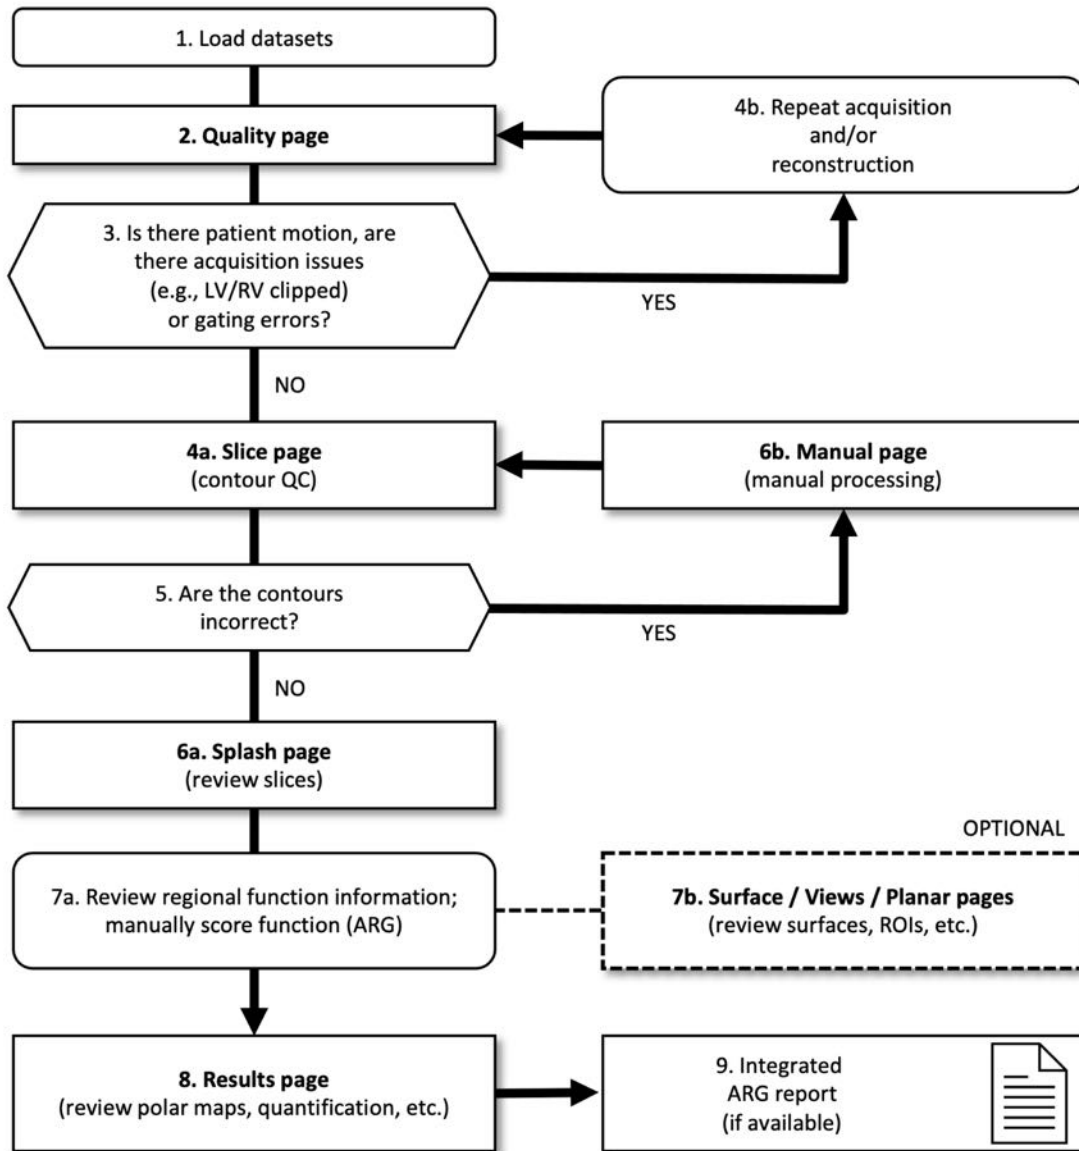 1. Load datasets
2. Quality page
4b. Repeat acquisition
and/or
reconstruction
3. Is there patient motion, are
there acquisition issues
(e.g., LV/RV clipped)
or gating errors?
YES
NO
4a. Slice page
(contour QC)
6b. Manual page
(manual processing)
5. Are the contours
incorrect?
YES
NO
6a. Splash page
(review slices)
OPTIONAL
7a. Review regional function information;
manually score function (ARG)
7b. Surface / Views / Planar pages
(review surfaces, ROIs, etc.)
8. Results page
(review polar maps, quantification, etc.)
9. Integrated
ARG report
(if available)